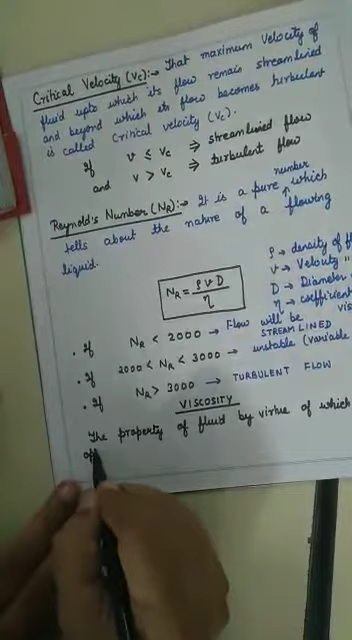 Critical Velocity (Vc):→ That maximum velocity of
fluid upto which its flow remain streamlined
and beyond which its flow becomes turbulent
is called Critical velocity (Vc).
If v ≤ vc ⇒ streamlined flow
and v > vc ⇒ turbulent flow
Reynold's Number (NR):→ It is a pure number which
tells about the nature of a flowing
liquid.
NR = ρ v D / η
ρ → density of fl
v → Velocity "
D → Diameter
η → coefficient
vis
• If NR < 2000 → Flow will be STREAMLINED
• If 2000 < NR < 3000 → unstable (variable
• If NR > 3000 → TURBULENT FLOW
VISCOSITY
The property of fluid by virtue of which